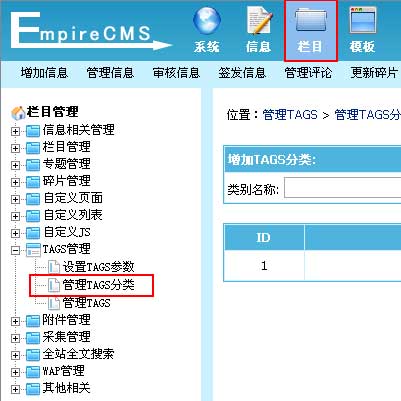 EmpireCMS
系统 信息 栏目 模板
增加信息 管理信息 审核信息 签发信息 管理评论 更新碎片
栏目管理
信息相关管理
栏目管理
专题管理
碎片管理
自定义页面
自定义列表
自定义JS
TAGS管理
设置TAGS参数
管理TAGS分类
管理TAGS
附件管理
采集管理
全站全文搜索
WAP管理
其他相关
位置：管理TAGS > 管理TAGS分
增加TAGS分类:
类别名称:
ID
1